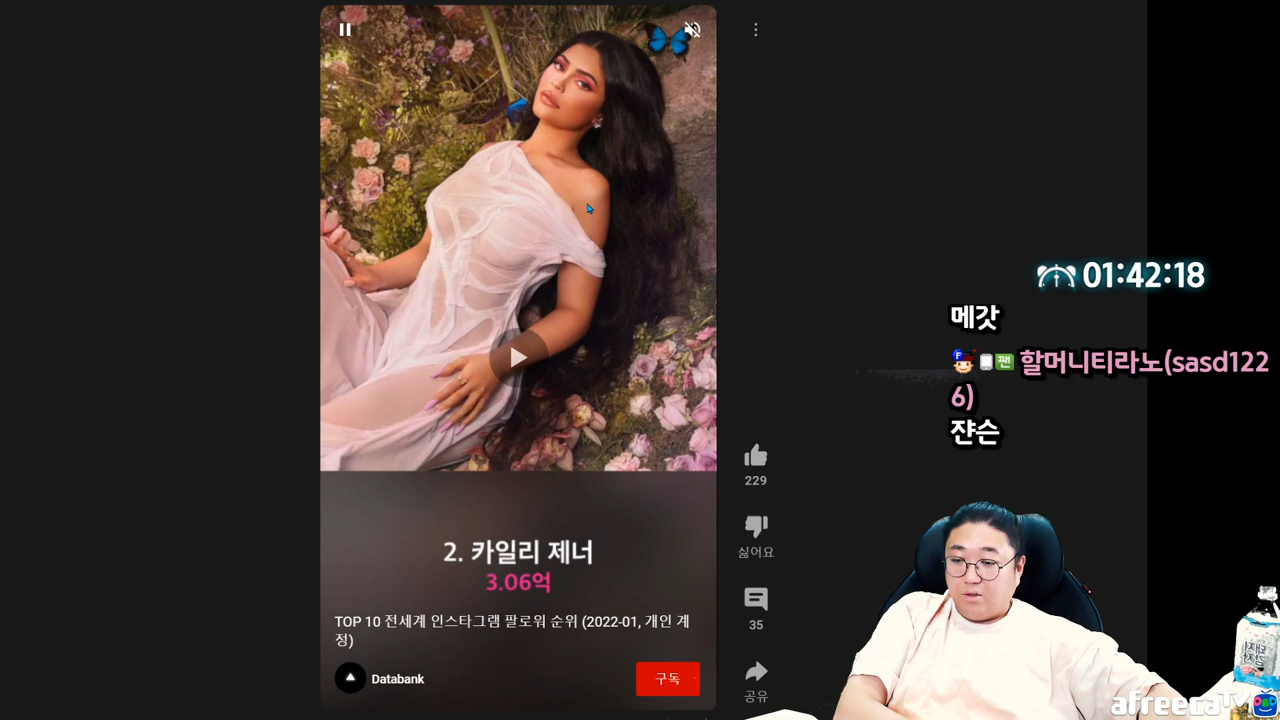 2. 카일리 제너
3.06억
TOP 10 전세계 인스타그램 팔로워 순위 (2022-01, 개인 계
정)
Databank
구독
229
싫어요
35
공유
01:42:18
메갓
F 팬 할머니티라노(sasd122
6)
쟌슨
afreecaTV